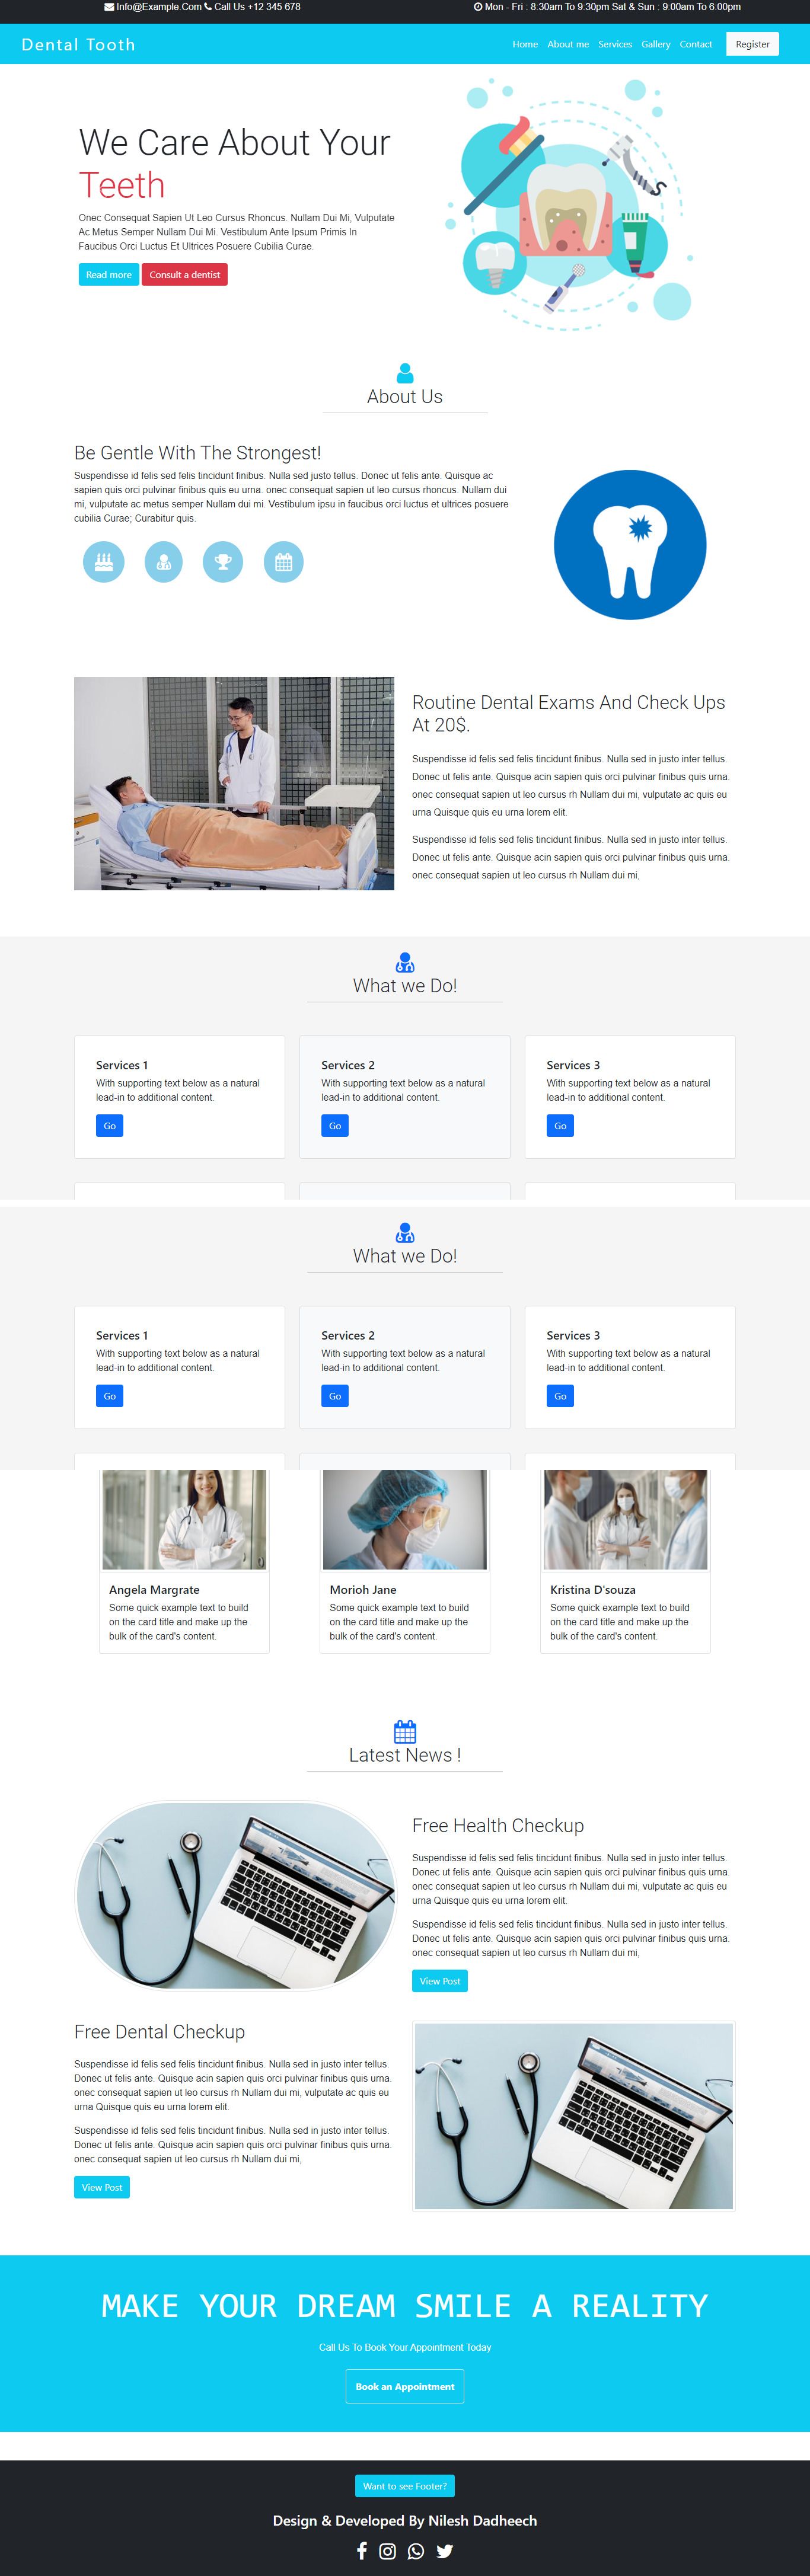 Info@Example.Com Call Us +12 345 678
Mon - Fri : 8:30am To 9:30pm Sat & Sun : 9:00am To 6:00pm
Dental Tooth
Home About me Services Gallery Contact Register
We Care About Your
Teeth
Onec Consequat Sapien Ut Leo Cursus Rhoncus. Nullam Dui Mi, Vulputate
Ac Metus Semper Nullam Dui Mi. Vestibulum Ante Ipsum Primis In
Faucibus Orci Luctus Et Ultrices Posuere Cubilia Curae.
Read more Consult a dentist
About Us
Be Gentle With The Strongest!
Suspendisse id felis sed felis tincidunt finibus. Nulla sed justo tellus. Donec ut felis ante. Quisque ac
sapien quis orci pulvinar finibus quis eu urna. onec consequat sapien ut leo cursus rhoncus. Nullam dui
mi, vulputate ac metus semper Nullam dui mi. Vestibulum ipsu in faucibus orci luctus et ultrices posuere
cubilia Curae; Curabitur quis.
Routine Dental Exams And Check Ups
At 20$.
Suspendisse id felis sed felis tincidunt finibus. Nulla sed in justo inter tellus.
Donec ut felis ante. Quisque acin sapien quis orci pulvinar finibus quis urna.
onec consequat sapien ut leo cursus rh Nullam dui mi, vulputate ac quis eu
urna Quisque quis eu urna lorem elit.
Suspendisse id felis sed felis tincidunt finibus. Nulla sed in justo inter tellus.
Donec ut felis ante. Quisque acin sapien quis orci pulvinar finibus quis urna.
onec consequat sapien ut leo cursus rh Nullam dui mi,
What we Do!
Services 1
With supporting text below as a natural
lead-in to additional content.
Go
Services 2
With supporting text below as a natural
lead-in to additional content.
Go
Services 3
With supporting text below as a natural
lead-in to additional content.
Go
What we Do!
Services 1
With supporting text below as a natural
lead-in to additional content.
Go
Services 2
With supporting text below as a natural
lead-in to additional content.
Go
Services 3
With supporting text below as a natural
lead-in to additional content.
Go
Angela Margrate
Some quick example text to build
on the card title and make up the
bulk of the card's content.
Morioh Jane
Some quick example text to build
on the card title and make up the
bulk of the card's content.
Kristina D'souza
Some quick example text to build
on the card title and make up the
bulk of the card's content.
Latest News !
Free Health Checkup
Suspendisse id felis sed felis tincidunt finibus. Nulla sed in justo inter tellus.
Donec ut felis ante. Quisque acin sapien quis orci pulvinar finibus quis urna.
onec consequat sapien ut leo cursus rh Nullam dui mi, vulputate ac quis eu
urna Quisque quis eu urna lorem elit.
Suspendisse id felis sed felis tincidunt finibus. Nulla sed in justo inter tellus.
Donec ut felis ante. Quisque acin sapien quis orci pulvinar finibus quis urna.
onec consequat sapien ut leo cursus rh Nullam dui mi,
View Post
Free Dental Checkup
Suspendisse id felis sed felis tincidunt finibus. Nulla sed in justo inter tellus.
Donec ut felis ante. Quisque acin sapien quis orci pulvinar finibus quis urna.
onec consequat sapien ut leo cursus rh Nullam dui mi, vulputate ac quis eu
urna Quisque quis eu urna lorem elit.
Suspendisse id felis sed felis tincidunt finibus. Nulla sed in justo inter tellus.
Donec ut felis ante. Quisque acin sapien quis orci pulvinar finibus quis urna.
onec consequat sapien ut leo cursus rh Nullam dui mi,
View Post
MAKE YOUR DREAM SMILE A REALITY
Call Us To Book Your Appointment Today
Book an Appointment
Want to see Footer?
Design & Developed By Nilesh Dadheech